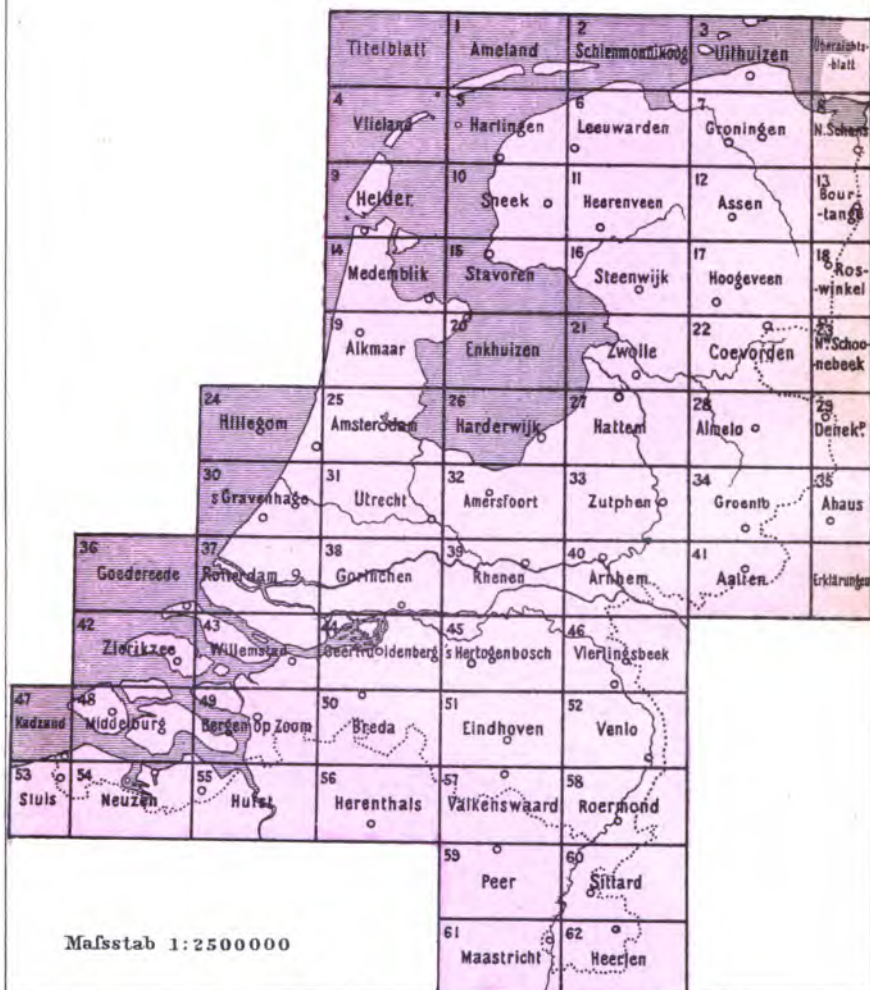 Titelblatt
1 Ameland
2 Schiermonnikoog
3 Uithuizen
Übersichts-
blatt
4 Vlieland
5 Harlingen
6 Leeuwarden
7 Groningen
8 N. Schans
9 Helder
10 Sneek
11 Heerenveen
12 Assen
13 Bour-
-tange
14 Medemblik
15 Stavoren
16 Steenwijk
17 Hoogeveen
18 Ros-
-winkel
19 Alkmaar
20 Enkhuizen
21 Zwolle
22 Coevorden
23 Nw. Schoo-
-nebeek
24 Hillegom
25 Amsterdam
26 Harderwijk
27 Hattem
28 Almelo
29 Denekp.
30 s Gravenhage
31 Utrecht
32 Amersfoort
33 Zutphen
34 Groenlo
35 Ahaus
36 Goedereede
37 Rotterdam
38 Gorinchen
39 Rhenen
40 Arnhem
41 Aalten
Erklärungen
42 Zierikzee
43 Willemstad
44 Geertruidenberg
45 s Hertogenbosch
46 Vierlingsbeek
47 Kadzand
48 Middelburg
49 Bergen op Zoom
50 Breda
51 Eindhoven
52 Venlo
53 Sluis
54 Neuzen
55 Hulst
56 Herenthals
57 Valkenswaard
58 Roermond
59 Peer
60 Sittard
61 Maastricht
62 Heerlen
Maſsstab 1:2500000